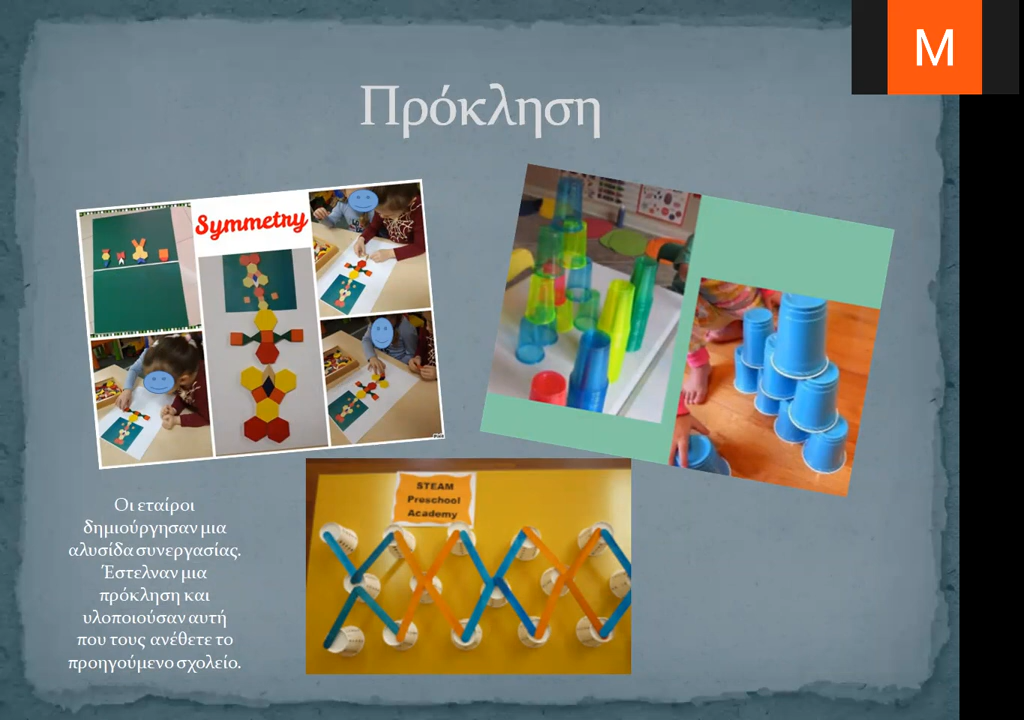 M
Πρόκληση
Symmetry
STEAM
Preschool
Academy
Οι εταίροι
δημιούργησαν μια
αλυσίδα συνεργασίας.
Έστελναν μια
πρόκληση και
υλοποιούσαν αυτή
που τους ανέθετε το
προηγούμενο σχολείο.